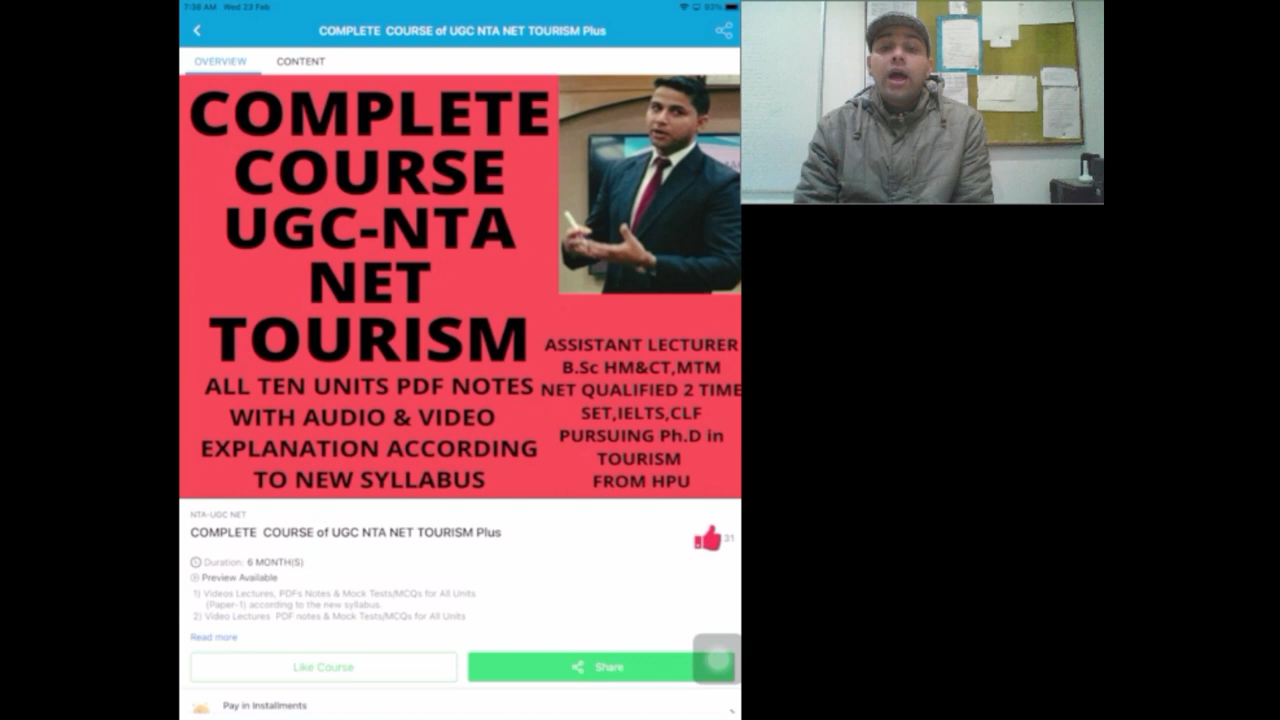 7:38 AM Wed 23 Feb
93%
COMPLETE COURSE of UGC NTA NET TOURISM Plus
OVERVIEW CONTENT
COMPLETE
COURSE
UGC-NTA
NET
TOURISM
ALL TEN UNITS PDF NOTES
WITH AUDIO & VIDEO
EXPLANATION ACCORDING
TO NEW SYLLABUS
ASSISTANT LECTURER
B.Sc HM&CT,MTM
NET QUALIFIED 2 TIME
SET,IELTS,CLF
PURSUING Ph.D in
TOURISM
FROM HPU
NTA-UGC NET
COMPLETE COURSE of UGC NTA NET TOURISM Plus
31
Duration: 6 MONTH(S)
Preview Available
1) Videos Lectures, PDFs Notes & Mock Tests/MCQs for All Units
(Paper-1) according to the new syllabus.
2) Video Lectures PDF notes & Mock Tests/MCQs for All Units
Read more
Like Course
Share
Pay in Installments